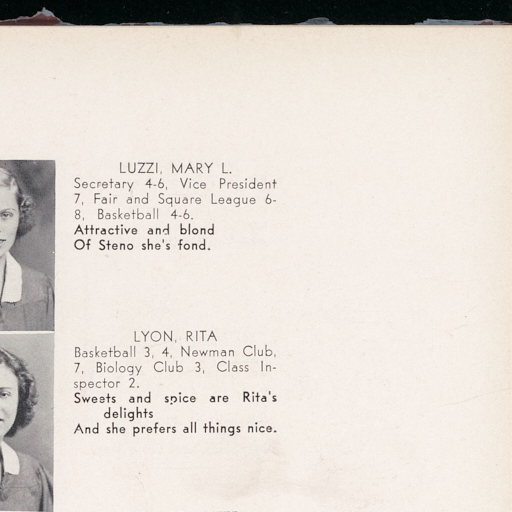 LUZZI, MARY L.
Secretary 4-6, Vice President
7, Fair and Square League 6-
8, Basketball 4-6.
Attractive and blond
Of Steno she's fond.
LYON, RITA
Basketball 3, 4, Newman Club,
7, Biology Club 3, Class In-
spector 2.
Sweets and spice are Rita's
delights
And she prefers all things nice.